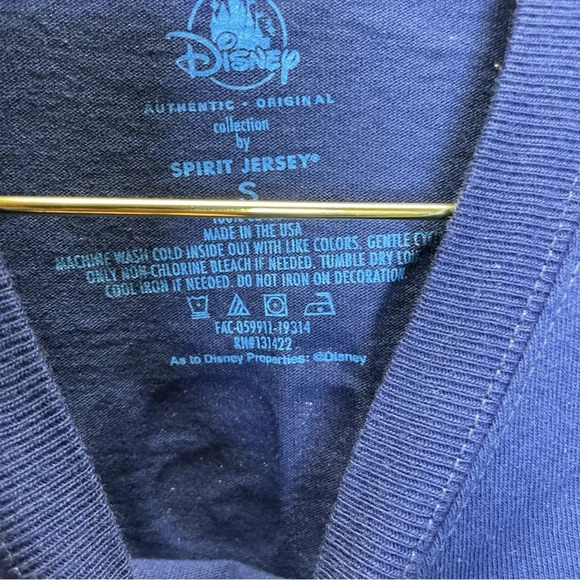 Disney
AUTHENTIC • ORIGINAL
collection
by
SPIRIT JERSEY®
S
MADE IN THE USA
MACHINE WASH COLD INSIDE OUT WITH LIKE COLORS, GENTLE
ONLY NON-CHLORINE BLEACH IF NEEDED. TUMBLE DRY
COOL IRON IF NEEDED. DO NOT IRON ON DECORATION
FAC-059911-19314
RN#131422
As to Disney Properties: ©Disney